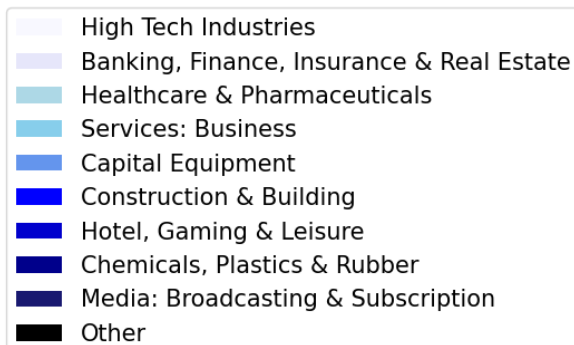 High Tech Industries
Banking, Finance, Insurance & Real Estate
Healthcare & Pharmaceuticals
Services: Business
Capital Equipment
Construction & Building
Hotel, Gaming & Leisure
Chemicals, Plastics & Rubber
Media: Broadcasting & Subscription
Other